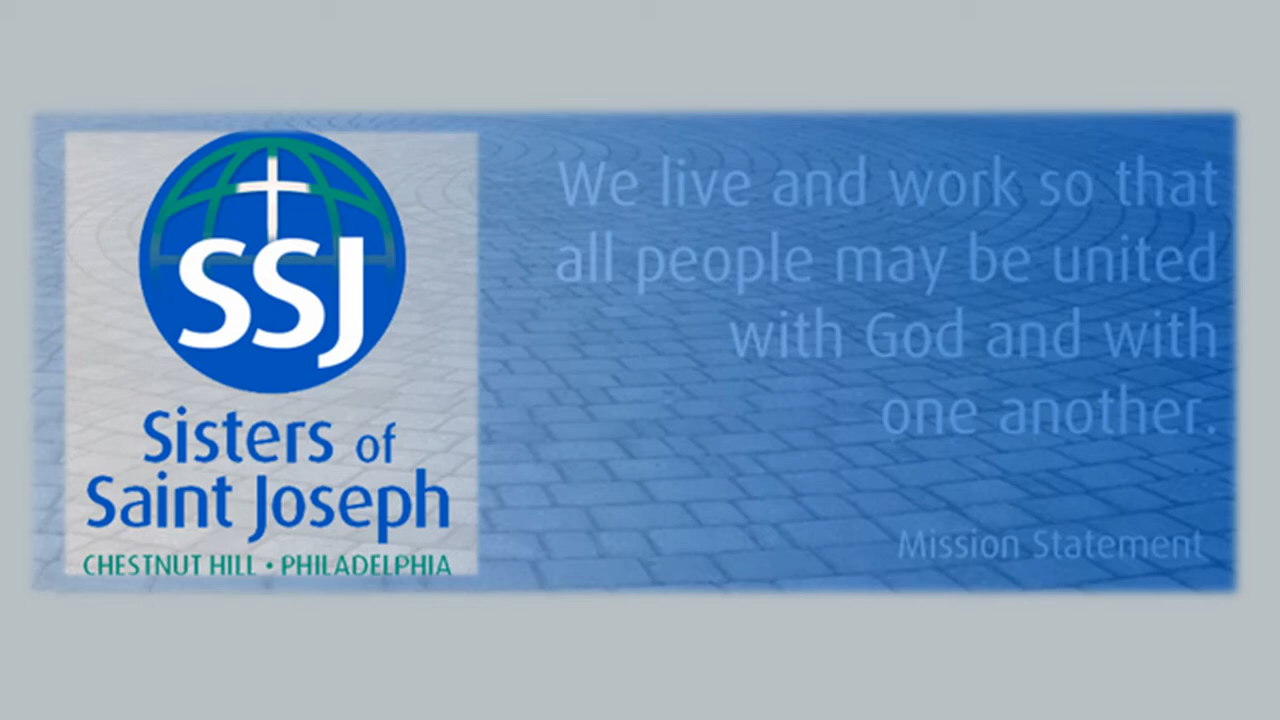 SSJ
Sisters of
Saint Joseph
CHESTNUT HILL • PHILADELPHIA
We live and work so that
all people may be united
with God and with
one another.
Mission Statement